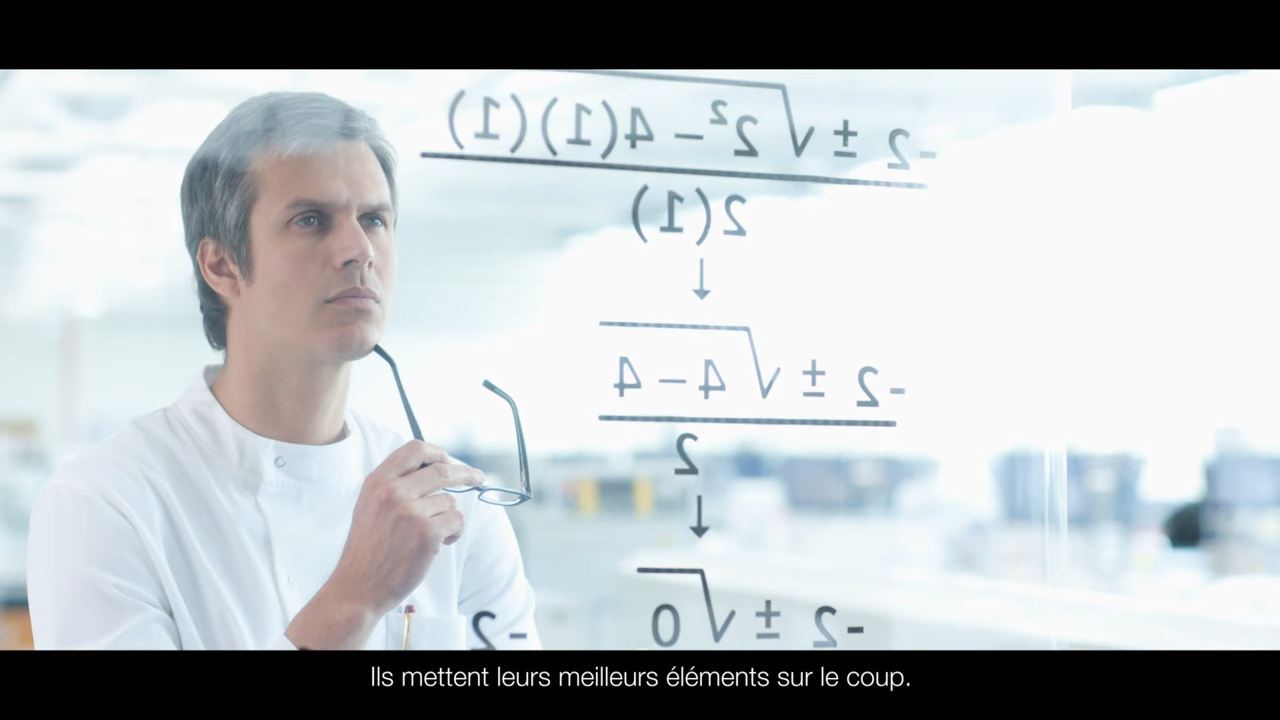 -2 ± √2² − 4(1)(1)
2(1)
↓
-2 ± √4 − 4
2
↓
-2 ± √0
-2
Ils mettent leurs meilleurs éléments sur le coup.